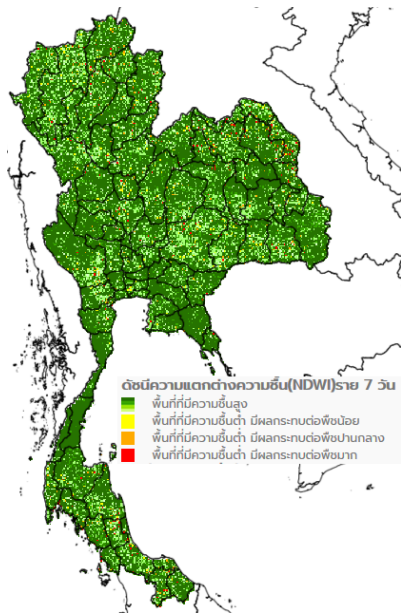 ดัชนีความแตกต่างความชื้น(NDWI)ราย 7 วัน
พื้นที่ที่มีความชื้นสูง
พื้นที่ที่มีความชื้นต่ำ มีผลกระทบต่อพืชน้อย
พื้นที่ที่มีความชื้นต่ำ มีผลกระทบต่อพืชปานกลาง
พื้นที่ที่มีความชื้นต่ำ มีผลกระทบต่อพืชมาก